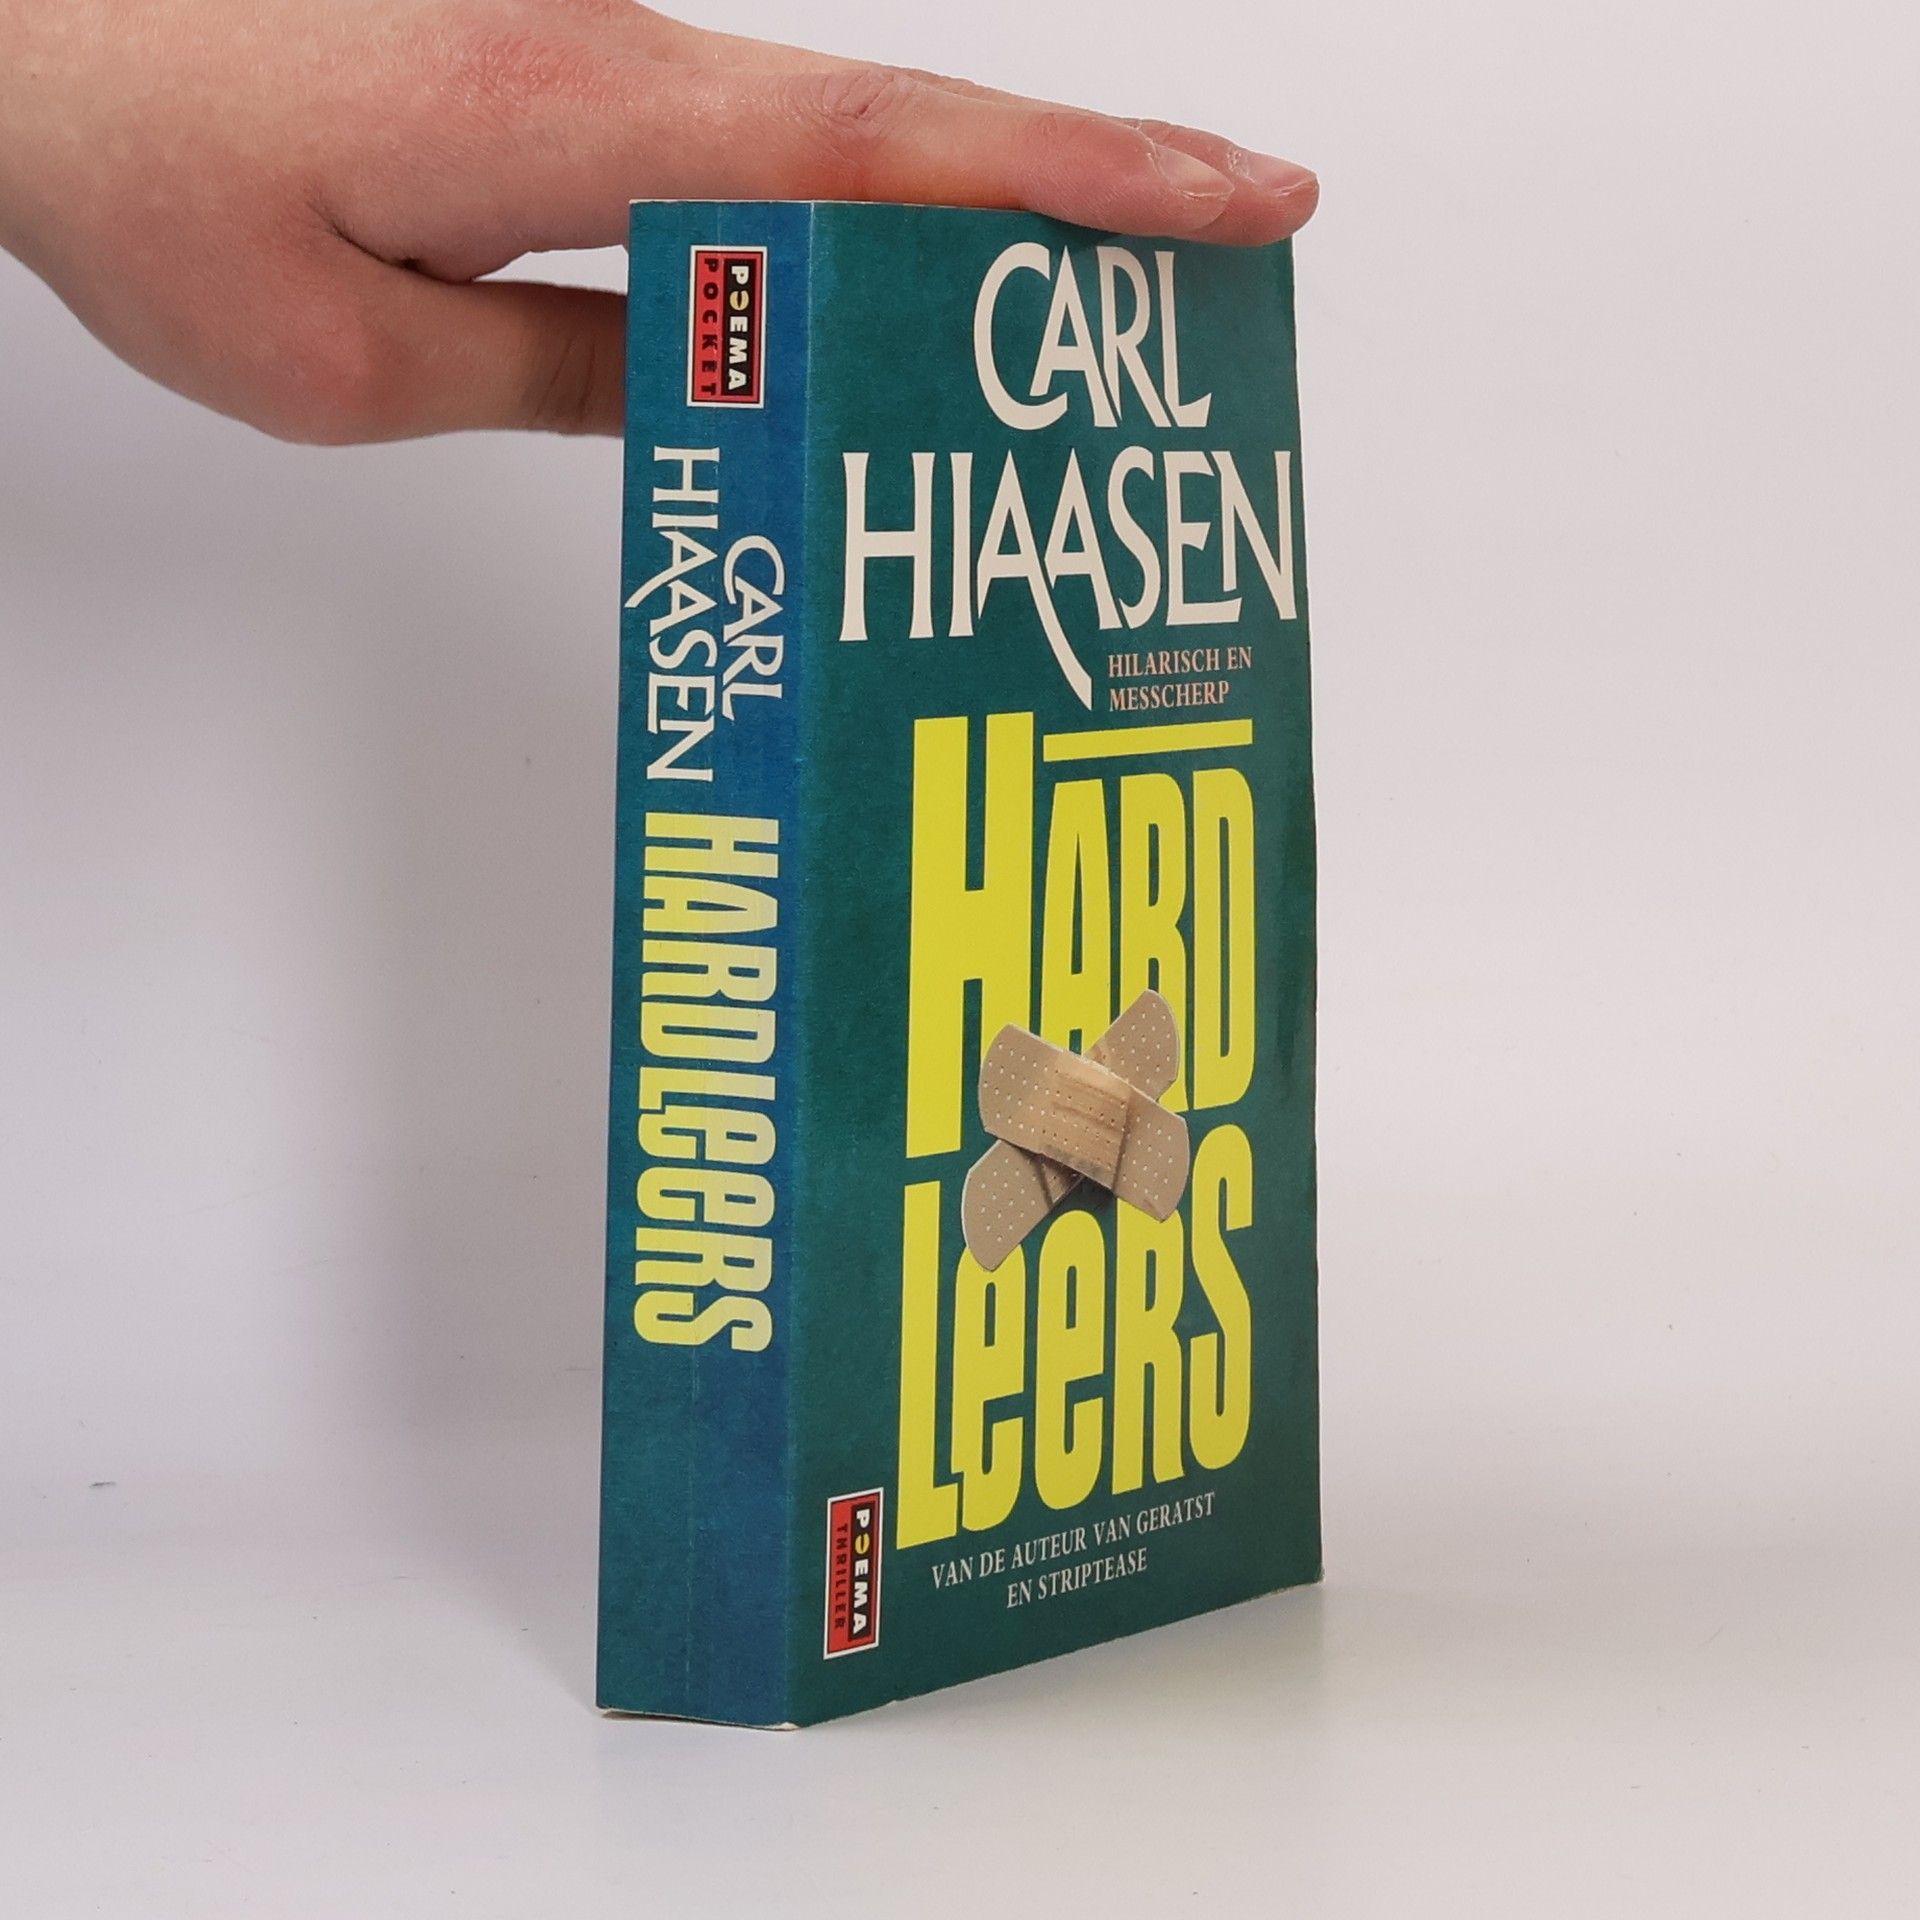 POEMA
POCKET
CARL
HIAASEN
HARDLeeRS
CARL
HIAASEN
HILARISCH EN
MESSCHERP
HARD
LeeRS
VAN DE AUTEUR VAN GERATST
EN STRIPTEASE
POEMA
THRILLER